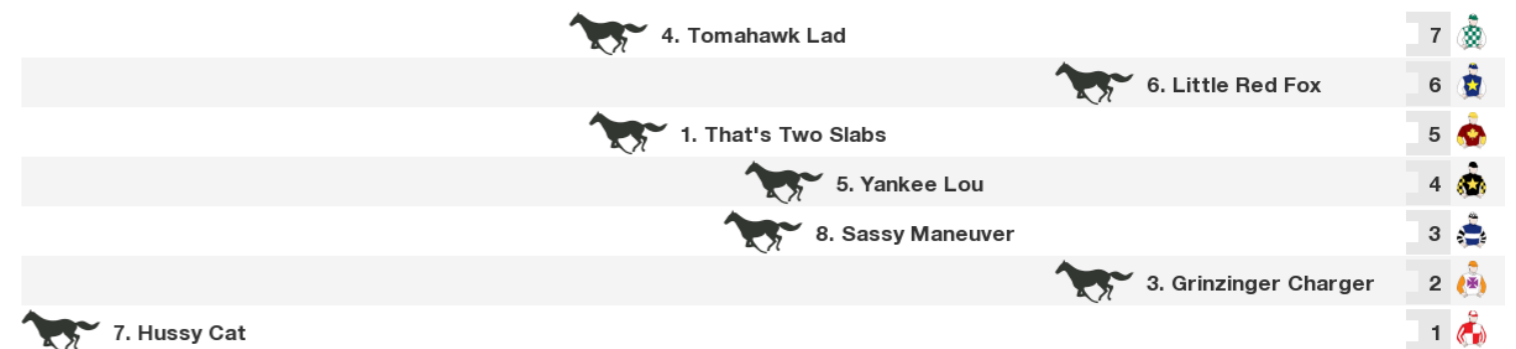 4. Tomahawk Lad 7
6. Little Red Fox 6
1. That's Two Slabs 5
5. Yankee Lou 4
8. Sassy Maneuver 3
3. Grinzinger Charger 2
7. Hussy Cat 1